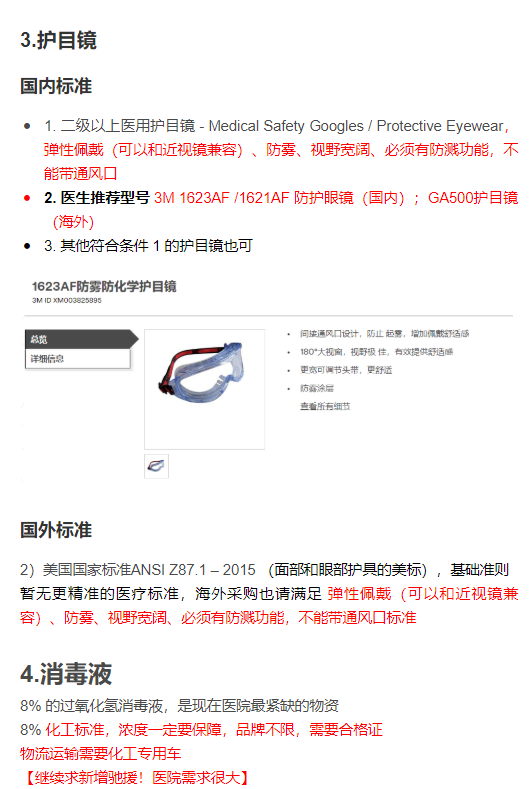 3.护目镜
国内标准
1. 二级以上医用护目镜 - Medical Safety Googles / Protective Eyewear，
弹性佩戴（可以和近视镜兼容）、防雾、视野宽阔、必须有防溅功能，不
能带通风口
2. 医生推荐型号 3M 1623AF /1621AF 防护眼镜（国内）；GA500护目镜
（海外）
3. 其他符合条件 1 的护目镜也可
1623AF防雾防化学护目镜
3M ID XM003825895
总览
详细信息
间接通风口设计，防止 起雾，增加佩戴舒适感
180°大视窗，视野极 佳，有效提供舒适感
更宽可调节头带，更舒适
防雾涂层
查看所有细节
国外标准
2）美国国家标准ANSI Z87.1 – 2015 （面部和眼部护具的美标），基础准则
暂无更精准的医疗标准，海外采购也请满足 弹性佩戴（可以和近视镜兼
容）、防雾、视野宽阔、必须有防溅功能，不能带通风口标准
4.消毒液
8% 的过氧化氢消毒液，是现在医院最紧缺的物资
8% 化工标准，浓度一定要保障，品牌不限，需要合格证
物流运输需要化工专用车
【继续求新增驰援！医院需求很大】